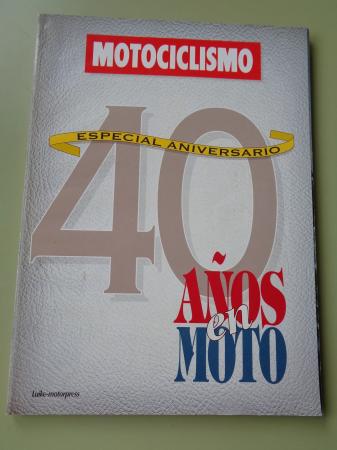 MOTOCICLISMO
40
ESPECIAL ANIVERSARIO
AÑOS
en
MOTO
Luike-motorpress